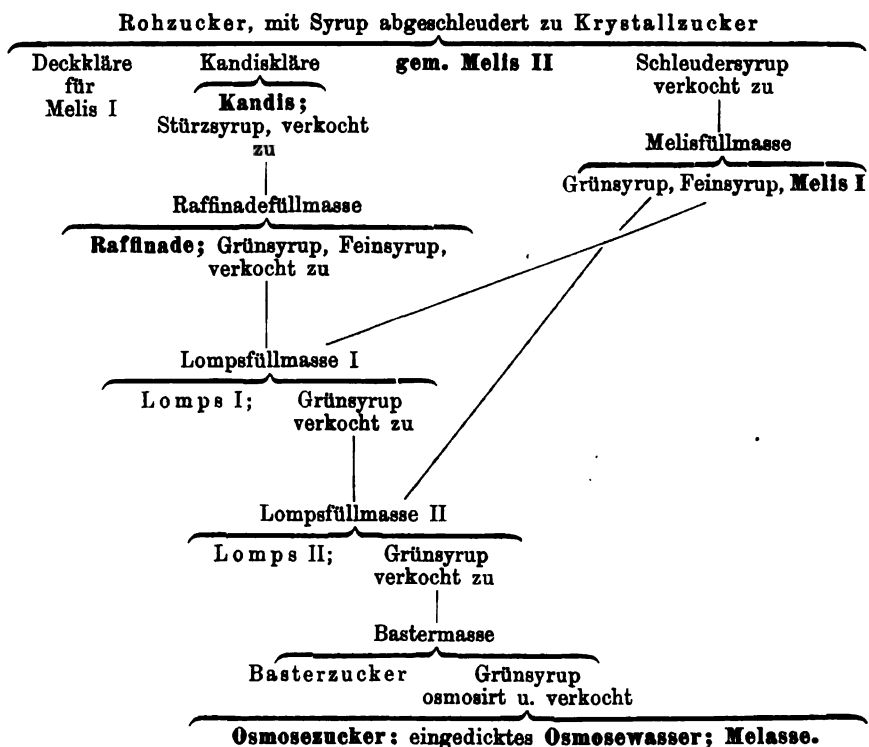 Rohzucker, mit Syrup abgeschleudert zu Krystallzucker
Deckkläre
für
Melis I
Kandiskläre
gem. Melis II
Schleudersyrup
verkocht zu
Kandis;
Stürzsyrup, verkocht
zu
Melisfüllmasse
Grünsyrup, Feinsyrup, Melis I
Raffinadefüllmasse
Raffinade; Grünsyrup, Feinsyrup,
verkocht zu
Lompsfüllmasse I
Lomps I;
Grünsyrup
verkocht zu
Lompsfüllmasse II
Lomps II;
Grünsyrup
verkocht zu
Bastermasse
Basterzucker
Grünsyrup
osmosirt u. verkocht
Osmosezucker: eingedicktes Osmosewasser; Melasse.